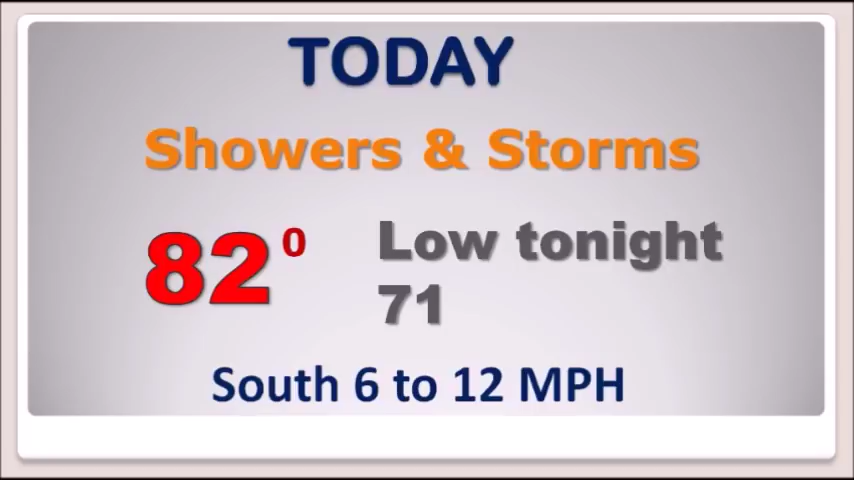 TODAY
Showers & Storms
82⁰ Low tonight
71
South 6 to 12 MPH